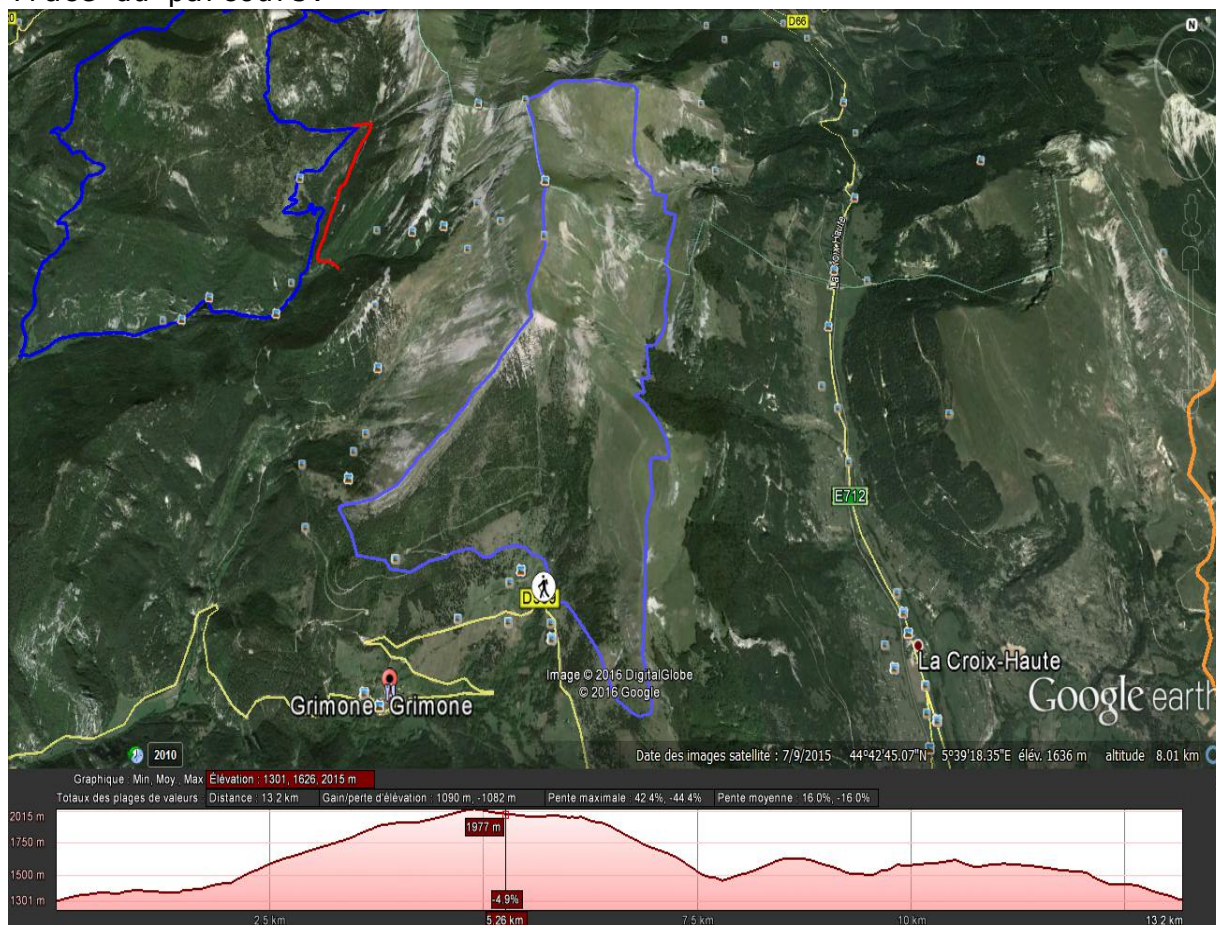 Trace du parcours:
D66
N
La Croix-Haute
E712
La Croix-Haute
Image © 2016 DigitalGlobe
© 2016 Google
Grimone Grimone
Google earth
2010
Date des images satellite : 7/9/2015 44°42'45.07"N 5°39'18.35"E élév. 1636 m altitude 8.01 km
Graphique : Min, Moy., Max Élévation : 1301, 1626, 2015 m
Totaux des plages de valeurs : Distance : 13.2 km Gain/perte d'élévation : 1090 m, -1082 m Pente maximale : 42.4%, -44.4% Pente moyenne : 16.0%, -16.0%
2015 m
1977 m
1750 m
1500 m
1301 m
-4.9%
2.5 km 5.26 km 7.5 km 10 km 13.2 km